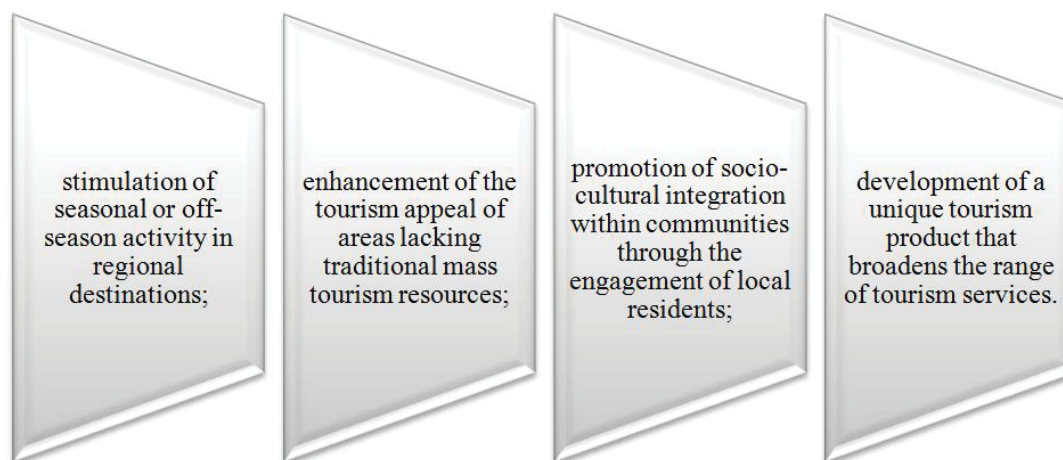 stimulation of
seasonal or off-
season activity in
regional
destinations;
enhancement of the
tourism appeal of
areas lacking
traditional mass
tourism resources;
promotion of socio-
cultural integration
within communities
through the
engagement of local
residents;
development of a
unique tourism
product that
broadens the range
of tourism services.